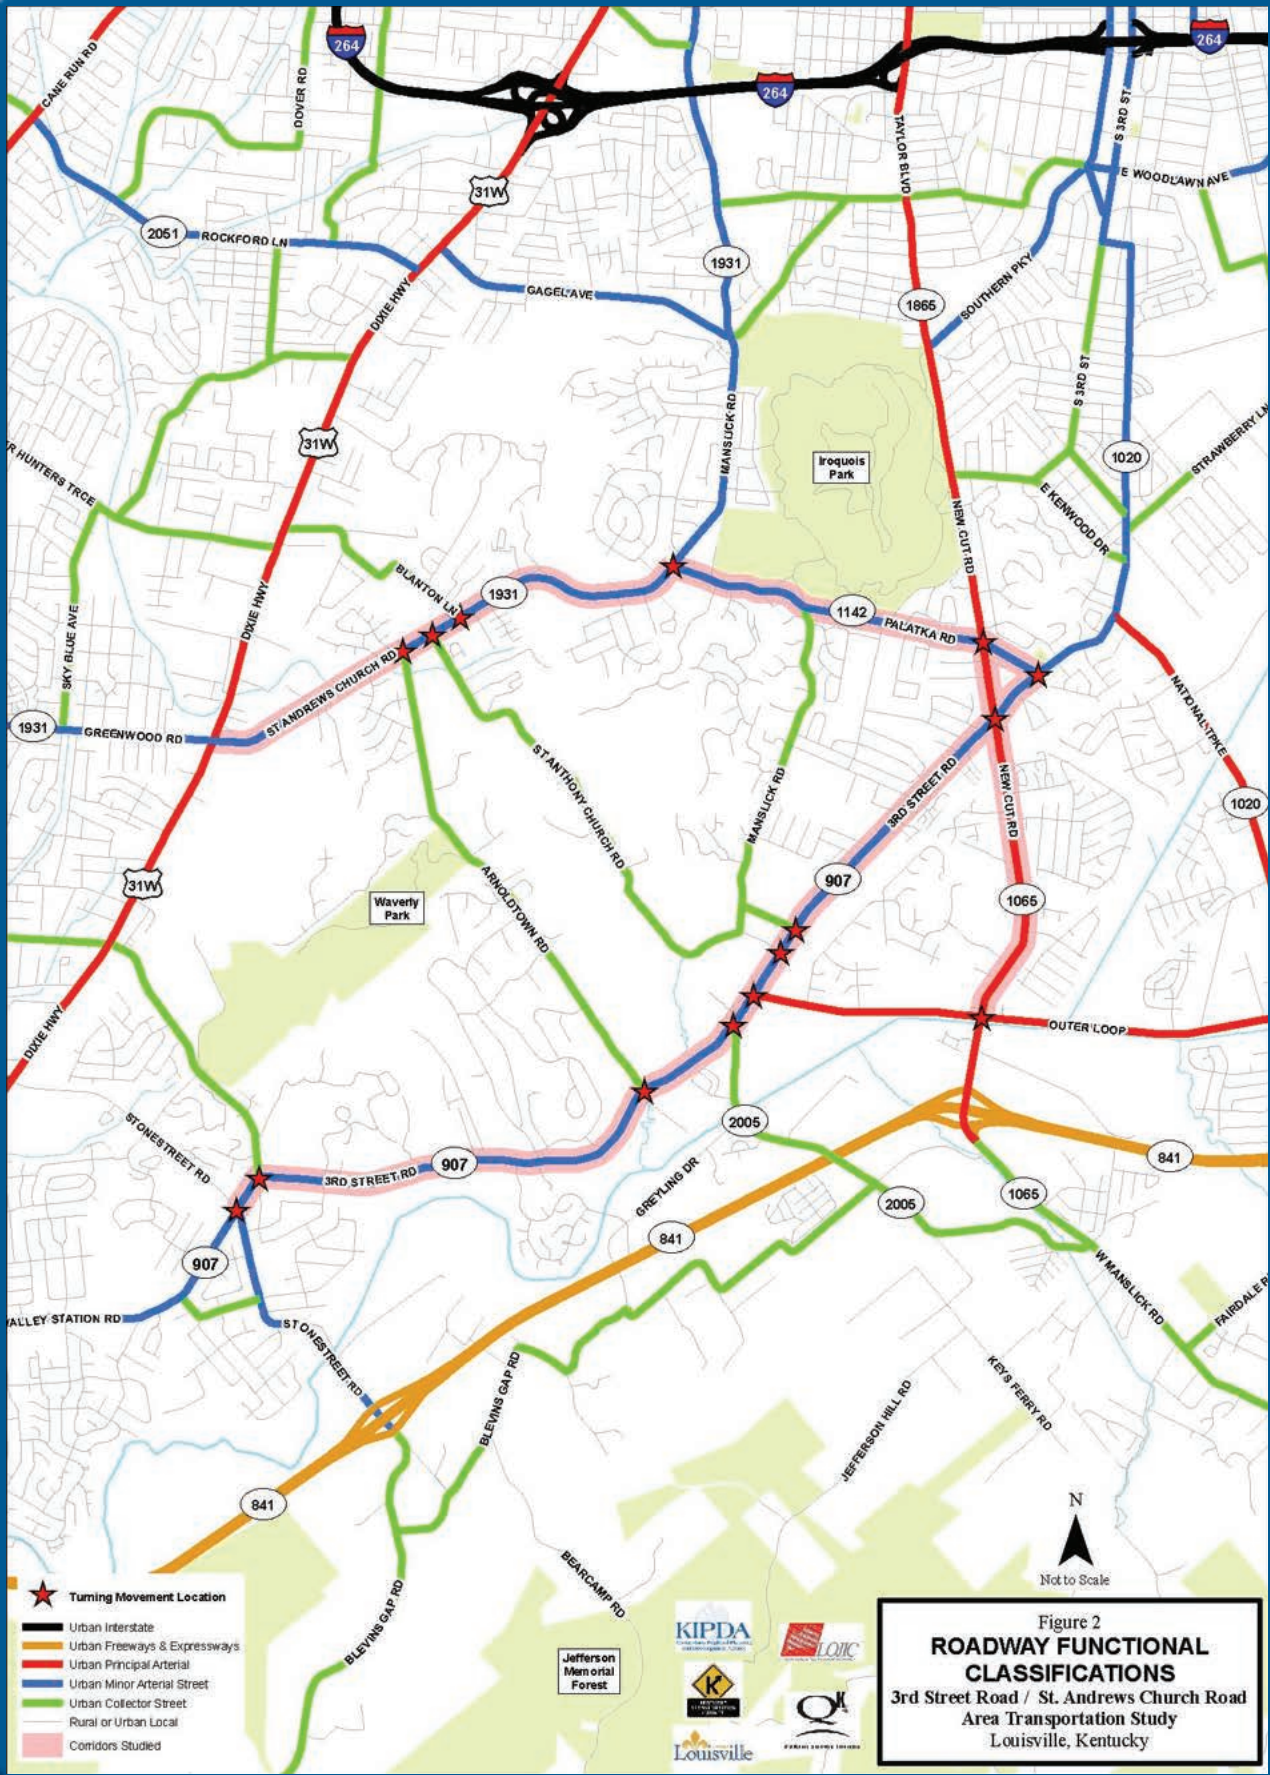 264
264
264
CANE RUN RD
DOVER RD
S 3RD ST
TAYLOR BLVD
E WOODLAWN AVE
31W
2051
ROCKFORD LN
1931
DIXIE HWY
GAGEL AVE
1865
SOUTHERN PKY
S 3RD ST
MANSLICK RD
31W
Iroquois
Park
1020
STRAWBERRY LN
R HUNTERS TRCE
E KENWOOD DR
NEW CUT RD
BLANTON LN
1931
1142
PALATKA RD
DIXIE HWY
SKY BLUE AVE
ST ANDREWS CHURCH RD
1931
GREENWOOD RD
NATIONAL TPKE
ST ANTHONY CHURCH RD
MANSLICK RD
3RD STREET RD
NEW CUT RD
1020
31W
907
1065
Waverly
Park
ARNOLDTOWN RD
DIXIE HWY
OUTER LOOP
STONESTREET RD
2005
841
907
3RD STREET RD
GREYLING DR
1065
2005
841
907
W MANSLICK RD
FAIRDALE R
ALLEY STATION RD
STONESTREET RD
BLEVINS GAP RD
KEYS FERRY RD
JEFFERSON HILL RD
841
N
Not to Scale
BEARCAMP RD
BLEVINS GAP RD
Jefferson
Memorial
Forest
Turning Movement Location
Urban Interstate
Urban Freeways & Expressways
Urban Principal Arterial
Urban Minor Arterial Street
Urban Collector Street
Rural or Urban Local
Corridors Studied
KIPDA
LOJIC
Louisville
QK
Figure 2
ROADWAY FUNCTIONAL
CLASSIFICATIONS
3rd Street Road / St. Andrews Church Road
Area Transportation Study
Louisville, Kentucky